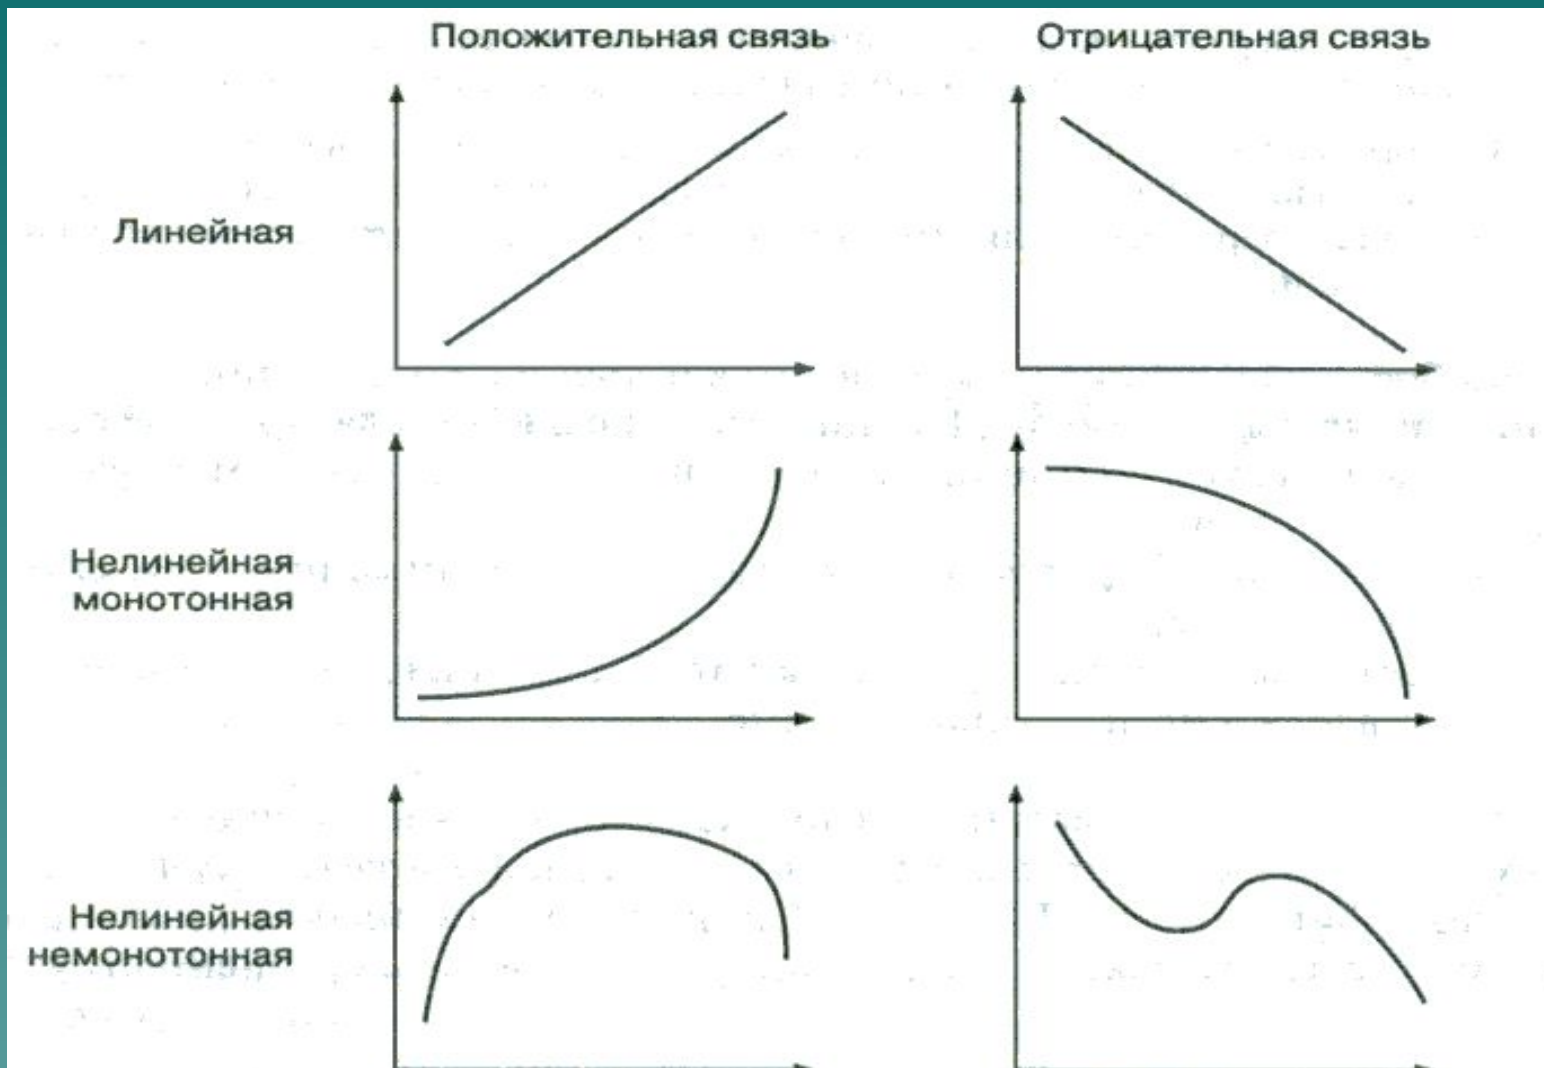 Положительная связь
Отрицательная связь
Линейная
Нелинейная
монотонная
Нелинейная
немонотонная